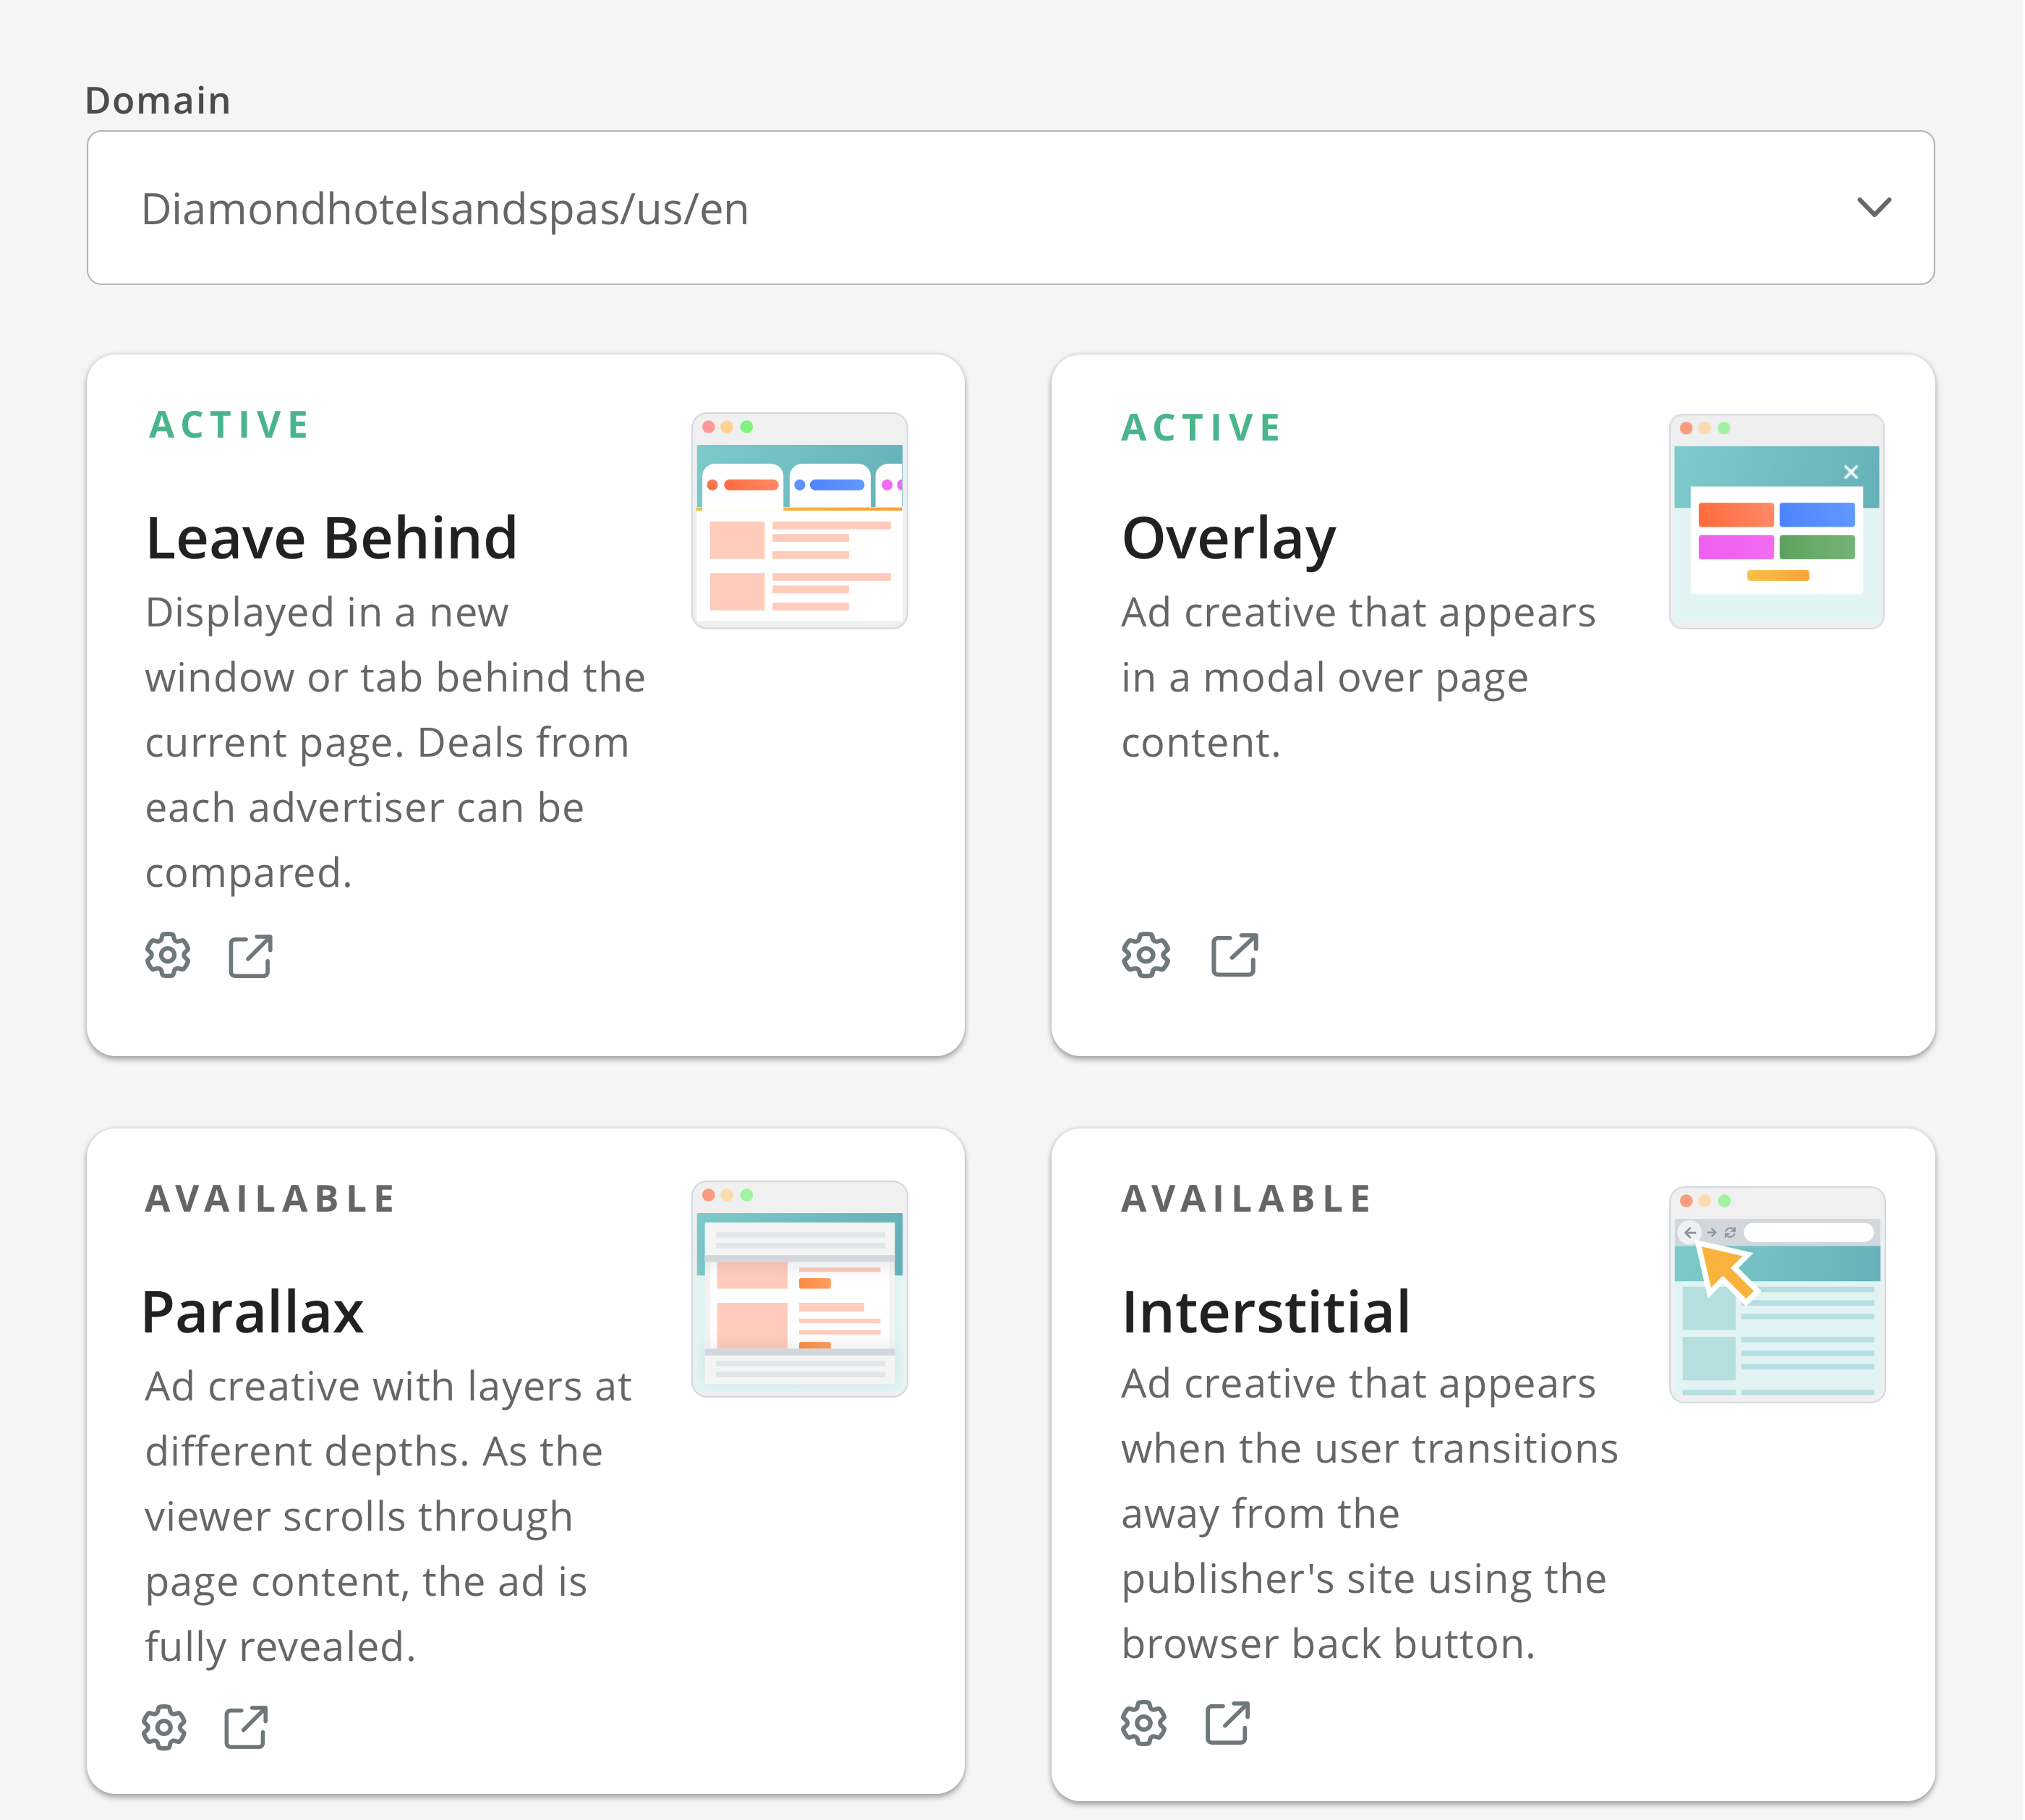 Domain
Diamondhotelsandspas/us/en
ACTIVE
Leave Behind
Displayed in a new
window or tab behind the
current page. Deals from
each advertiser can be
compared.
ACTIVE
Overlay
Ad creative that appears
in a modal over page
content.
AVAILABLE
Parallax
Ad creative with layers at
different depths. As the
viewer scrolls through
page content, the ad is
fully revealed.
AVAILABLE
Interstitial
Ad creative that appears
when the user transitions
away from the
publisher's site using the
browser back button.